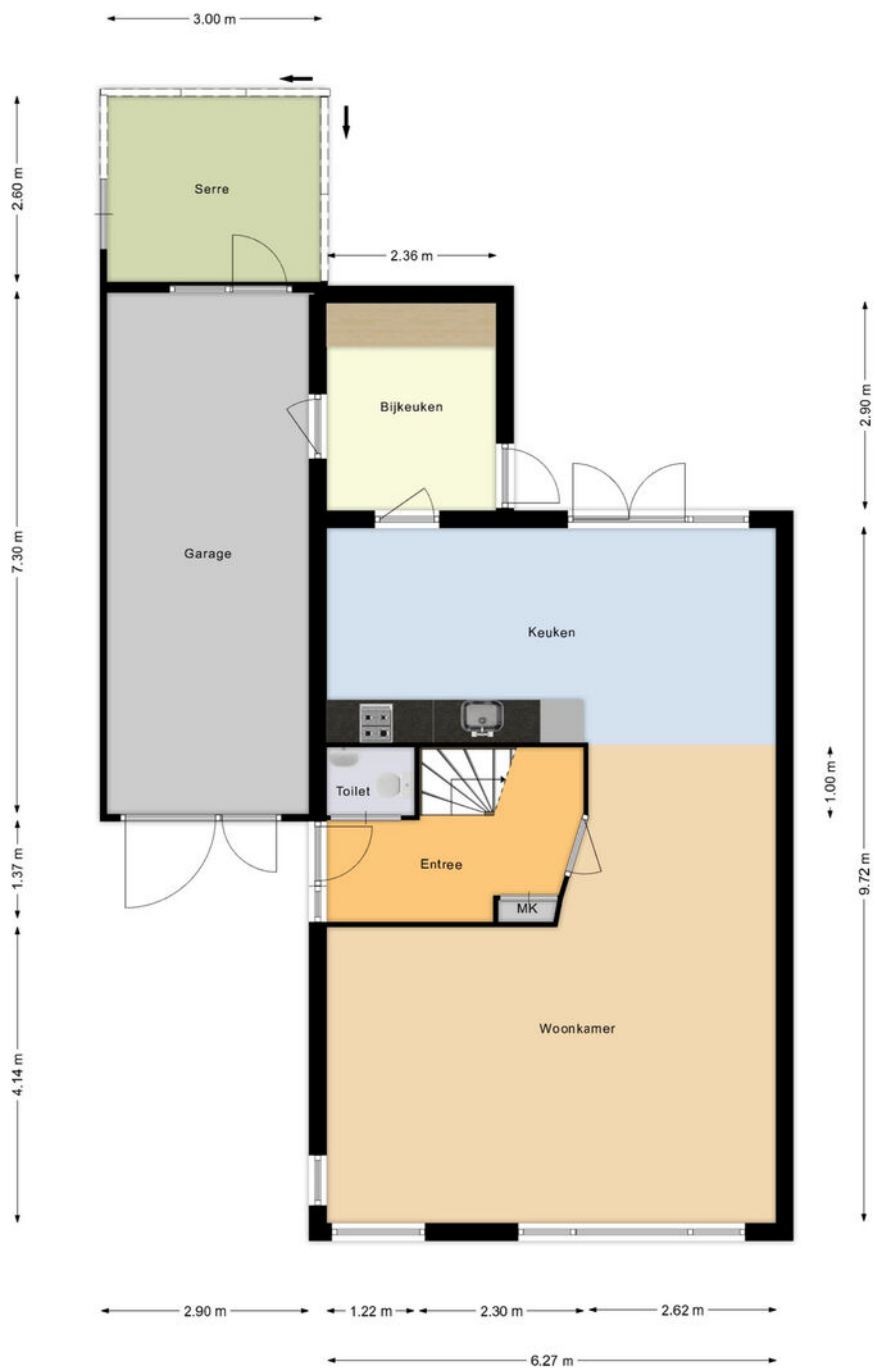 3.00 m
2.60 m
Serre
2.36 m
2.90 m
Bijkeuken
7.30 m
Garage
Keuken
1.00 m
Toilet
1.37 m
Entree
9.72 m
MK
4.14 m
Woonkamer
2.90 m
1.22 m
2.30 m
2.62 m
6.27 m